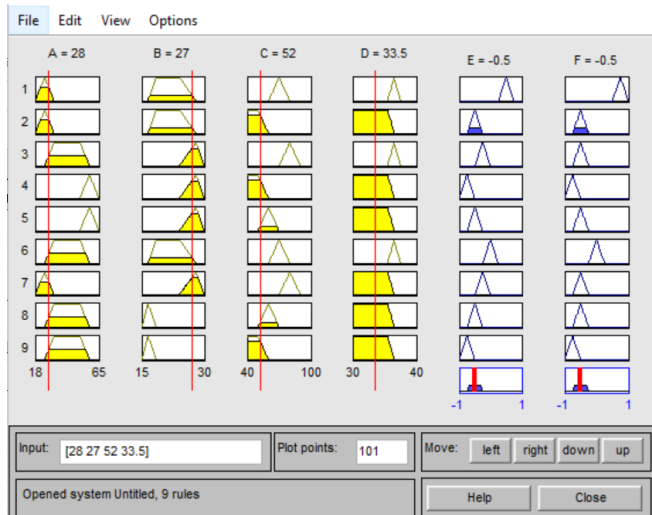 File Edit View Options
A = 28 B = 27 C = 52 D = 33.5 E = -0.5 F = -0.5
1
2
3
4
5
6
7
8
9
18 65 15 30 40 100 30 40
-1 1 -1 1
Input: [28 27 52 33.5] Plot points: 101 Move: left right down up
Opened system Untitled, 9 rules Help Close